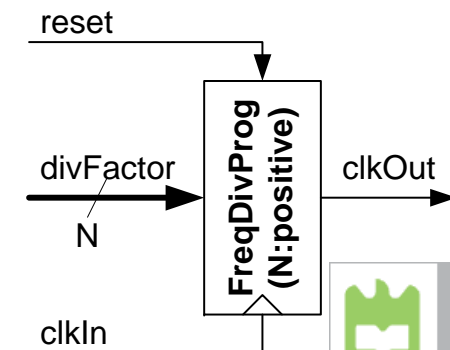 reset
divFactor
N
FreqDivProg
(N:positive)
clkOut
clkIn